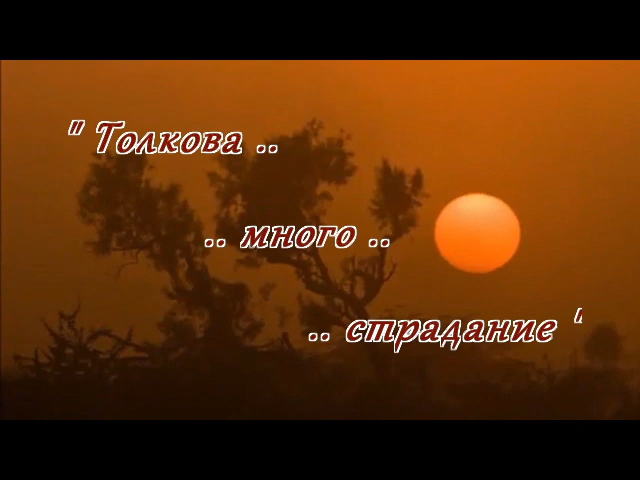 " Толкова ..
.. много ..
.. страдание "